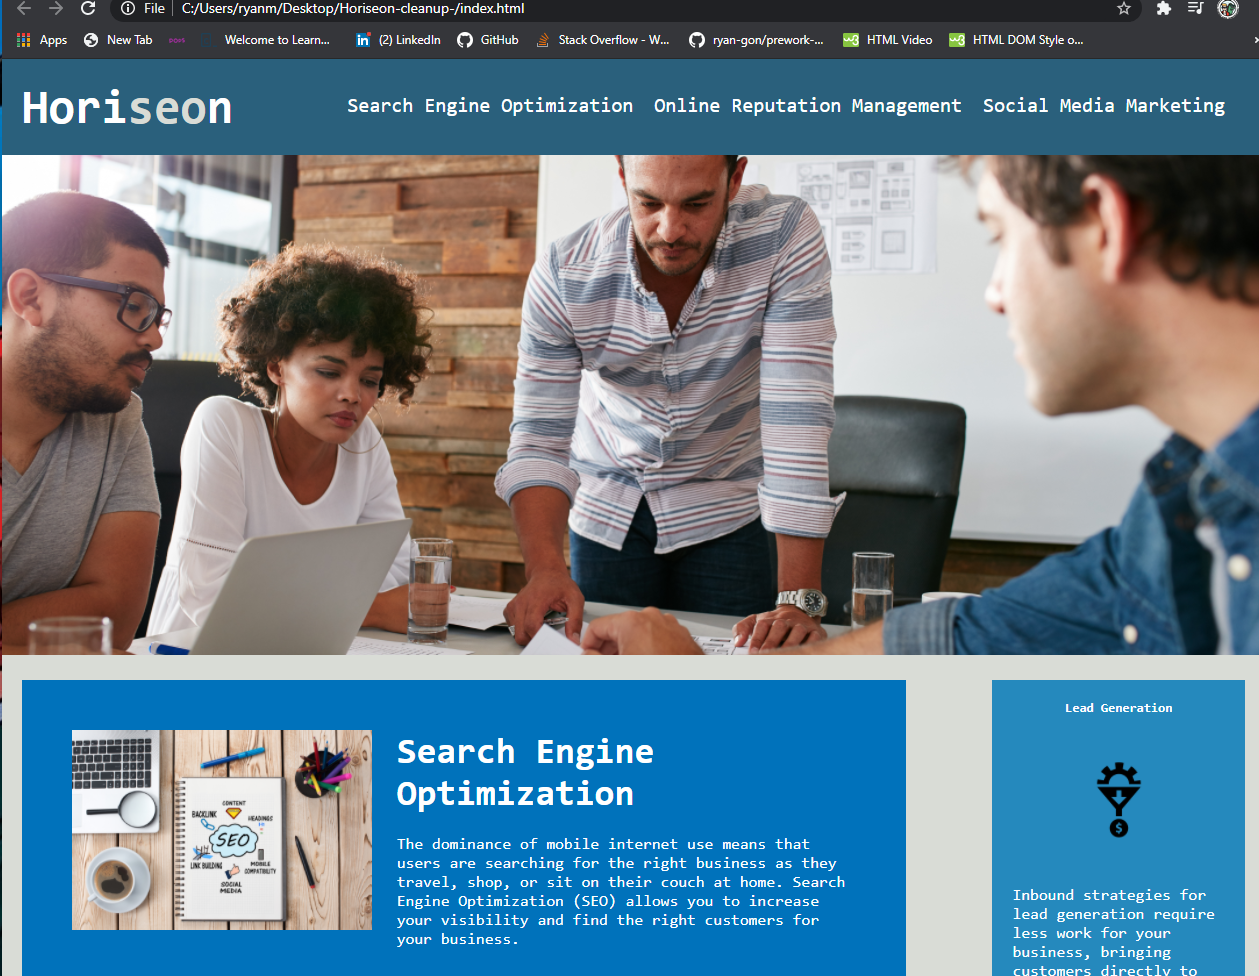 File C:/Users/ryanm/Desktop/Horiseon-cleanup-/index.html
Apps New Tab Welcome to Learn... (2) LinkedIn GitHub Stack Overflow - W... ryan-gon/prework-... HTML Video HTML DOM Style o...
Horiseon Search Engine Optimization Online Reputation Management Social Media Marketing
CONTENT
BACKLINK
HEADINGS
SEO
LINK BUILDING
MOBILE
COMPATIBILITY
SOCIAL
MEDIA
Search Engine
Optimization
The dominance of mobile internet use means that
users are searching for the right business as they
travel, shop, or sit on their couch at home. Search
Engine Optimization (SEO) allows you to increase
your visibility and find the right customers for
your business.
Lead Generation
$
Inbound strategies for
lead generation require
less work for your
business, bringing
customers directly to